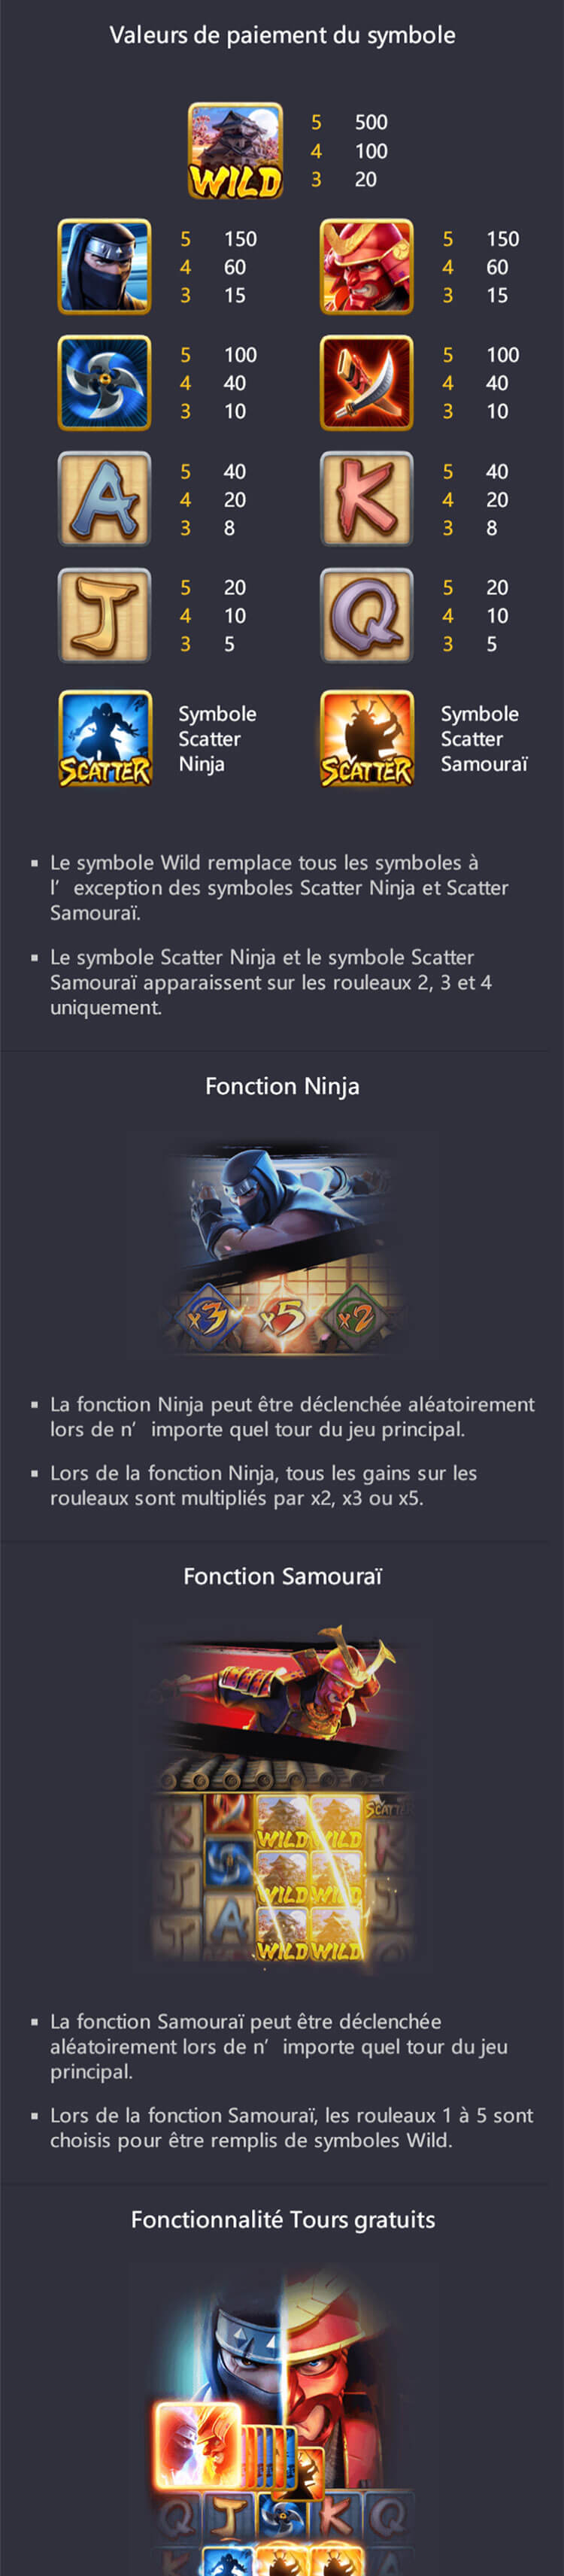 Valeurs de paiement du symbole
WILD
5 500
4 100
3 20
5 150
4 60
3 15
5 150
4 60
3 15
5 100
4 40
3 10
5 100
4 40
3 10
A
5 40
4 20
3 8
K
5 40
4 20
3 8
J
5 20
4 10
3 5
Q
5 20
4 10
3 5
SCATTER
Symbole
Scatter
Ninja
SCATTER
Symbole
Scatter
Samouraï
▪ Le symbole Wild remplace tous les symboles à
l’ exception des symboles Scatter Ninja et Scatter
Samouraï.
▪ Le symbole Scatter Ninja et le symbole Scatter
Samouraï apparaissent sur les rouleaux 2, 3 et 4
uniquement.
Fonction Ninja
x3 x5 x2
▪ La fonction Ninja peut être déclenchée aléatoirement
lors de n’ importe quel tour du jeu principal.
▪ Lors de la fonction Ninja, tous les gains sur les
rouleaux sont multipliés par x2, x3 ou x5.
Fonction Samouraï
K WILD WILD SCATTER
J WILD WILD K
J A WILD WILD
▪ La fonction Samouraï peut être déclenchée
aléatoirement lors de n’ importe quel tour du jeu
principal.
▪ Lors de la fonction Samouraï, les rouleaux 1 à 5 sont
choisis pour être remplis de symboles Wild.
Fonctionnalité Tours gratuits
Q J K Q